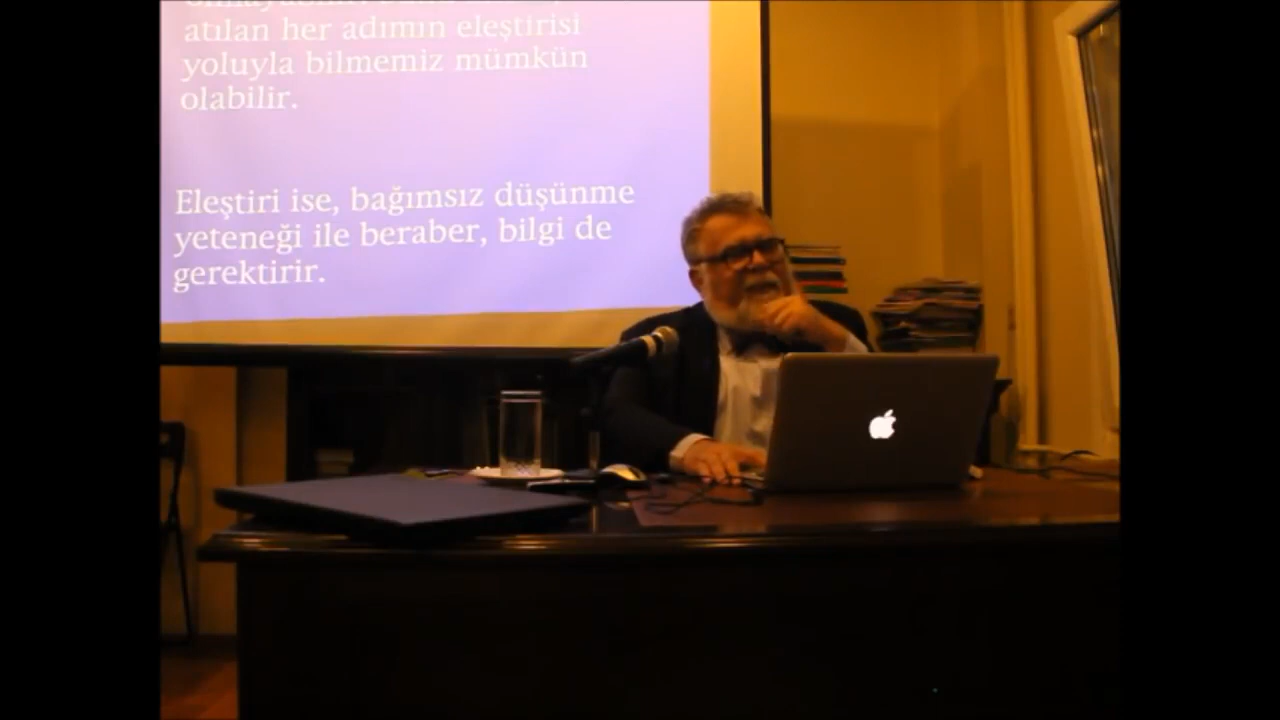 atılan her adımın eleştirisi
yoluyla bilmemiz mümkün
olabilir.
Eleştiri ise, bağımsız düşünme
yeteneği ile beraber, bilgi de
gerektirir.